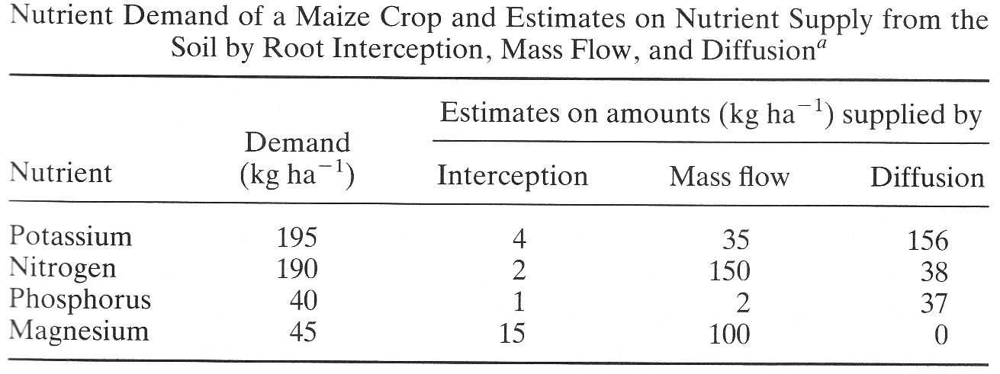 Nutrient Demand of a Maize Crop and Estimates on Nutrient Supply from the
Soil by Root Interception, Mass Flow, and Diffusionᵃ
Estimates on amounts (kg ha⁻¹) supplied by
Demand
Nutrient (kg ha⁻¹) Interception Mass flow Diffusion
Potassium 195 4 35 156
Nitrogen 190 2 150 38
Phosphorus 40 1 2 37
Magnesium 45 15 100 0